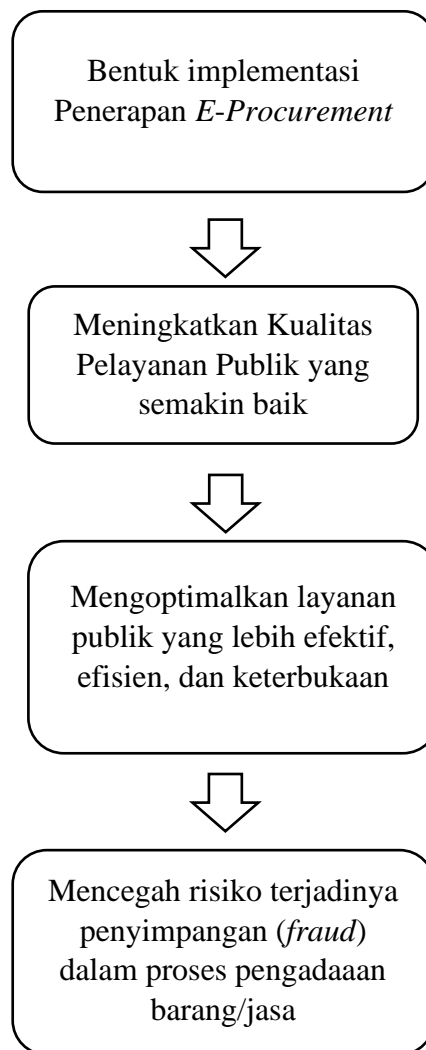 Bentuk implementasi
Penerapan E-Procurement
Meningkatkan Kualitas
Pelayanan Publik yang
semakin baik
Mengoptimalkan layanan
publik yang lebih efektif,
efisien, dan keterbukaan
Mencegah risiko terjadinya
penyimpangan (fraud)
dalam proses pengadaaan
barang/jasa